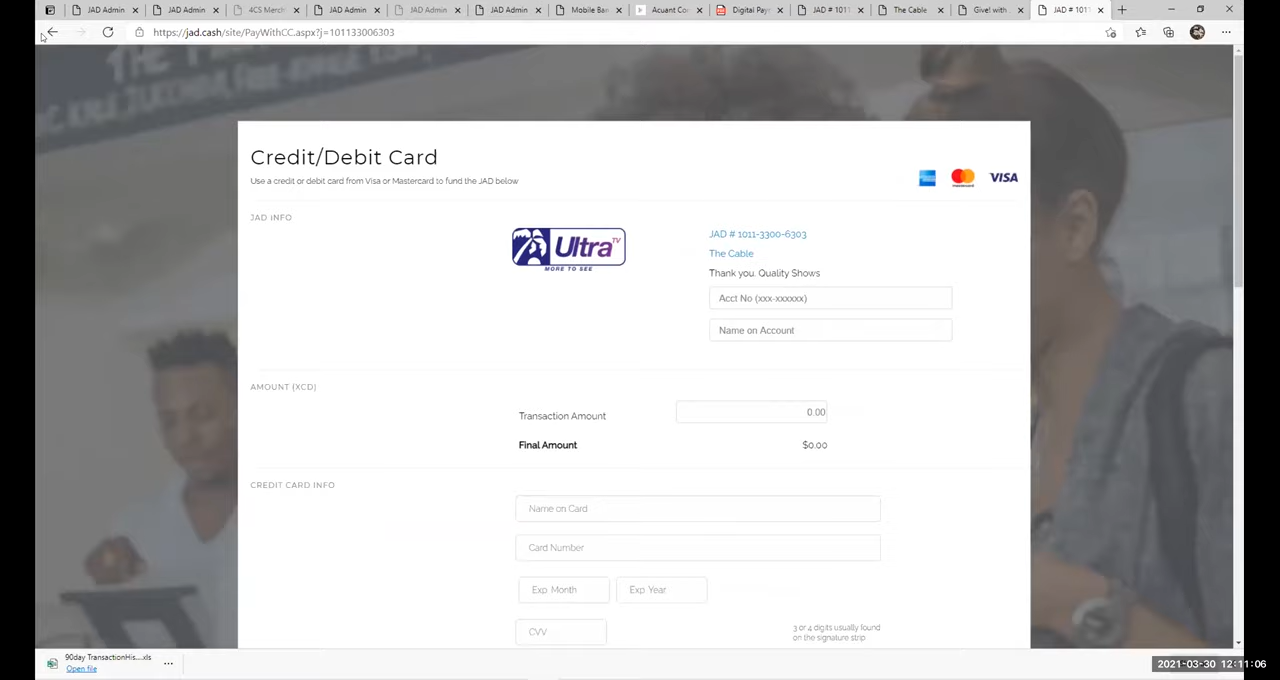 JAD Admin
JAD Admin
4CS Merch
JAD Admin
JAD Admin
JAD Admin
Mobile Ban
Acuant Co
Digital Pay
JAD # 1011
The Cable
Givel with
JAD # 1011
https://jad.cash/site/PayWithCC.aspx?j=101133006303
Credit/Debit Card
Use a credit or debit card from Visa or Mastercard to fund the JAD below
mastercard
VISA
JAD INFO
Ultra TV
MORE TO SEE
JAD # 1011-3300-6303
The Cable
Thank you. Quality Shows
Acct No (xxx-xxxxxx)
Name on Account
AMOUNT (XCD)
Transaction Amount
0.00
Final Amount
$0.00
CREDIT CARD INFO
Name on Card
Card Number
Exp Month
Exp Year
CVV
3 or 4 digits usually found
on the signature strip
90day TransactionHis....xls
Open file
2021-03-30 12:11:06